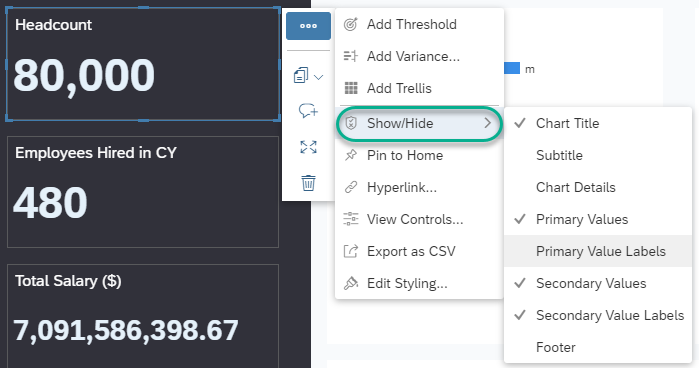 Headcount
80,000
Employees Hired in CY
480
Total Salary ($)
7,091,586,398.67
Add Threshold
Add Variance...
Add Trellis
Show/Hide
Pin to Home
Hyperlink...
View Controls...
Export as CSV
Edit Styling...
m
Chart Title
Subtitle
Chart Details
Primary Values
Primary Value Labels
Secondary Values
Secondary Value Labels
Footer